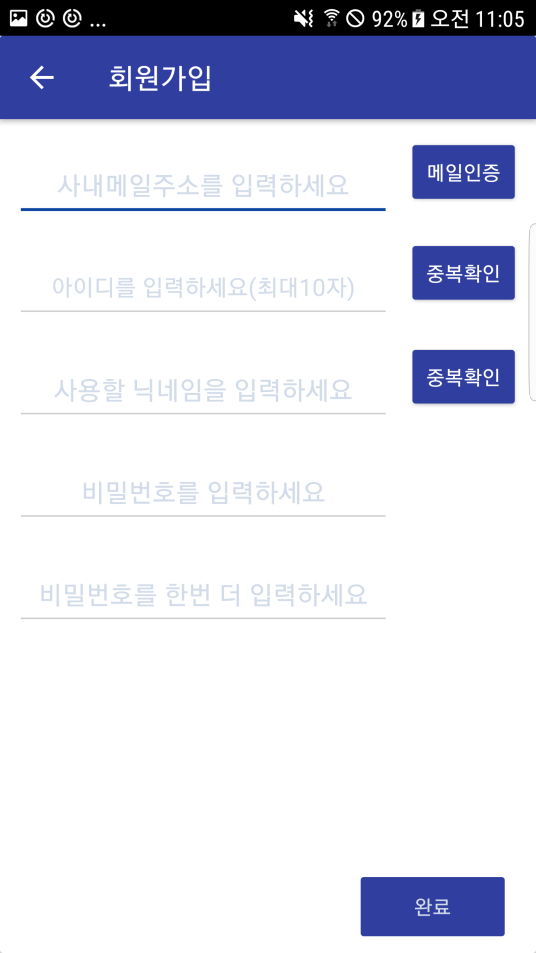 ... 92% 오전 11:05
회원가입
사내메일주소를 입력하세요 메일인증
아이디를 입력하세요(최대10자) 중복확인
사용할 닉네임을 입력하세요 중복확인
비밀번호를 입력하세요
비밀번호를 한번 더 입력하세요
완료